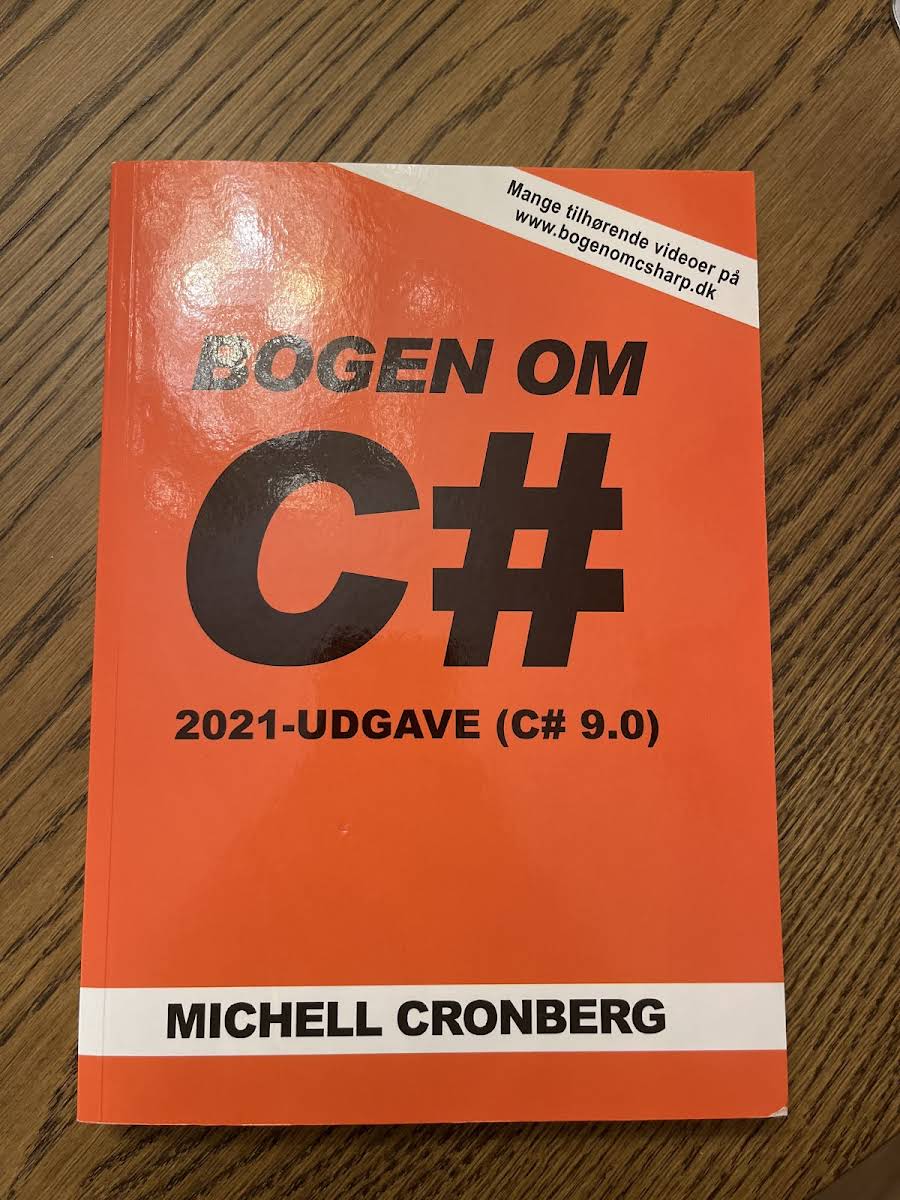 Mange tilhørende videoer på
www.bogenomcsharp.dk
BOGEN OM
C#
2021-UDGAVE (C# 9.0)
MICHELL CRONBERG